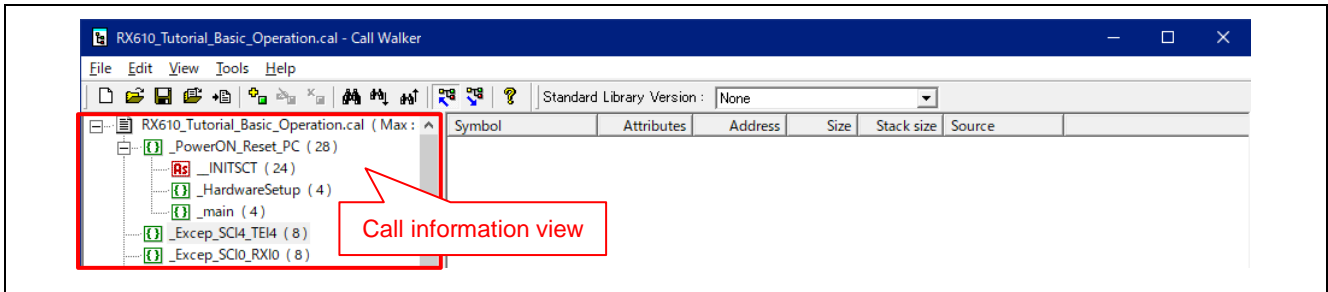 RX610_Tutorial_Basic_Operation.cal - Call Walker
File Edit View Tools Help
Standard Library Version : None
RX610_Tutorial_Basic_Operation.cal ( Max :
Symbol Attributes Address Size Stack size Source
_PowerON_Reset_PC ( 28 )
As __INITSCT ( 24 )
_HardwareSetup ( 4 )
_main ( 4 )
_Excep_SCI4_TEI4 ( 8 )
_Excep_SCI0_RXI0 ( 8 )
Call information view